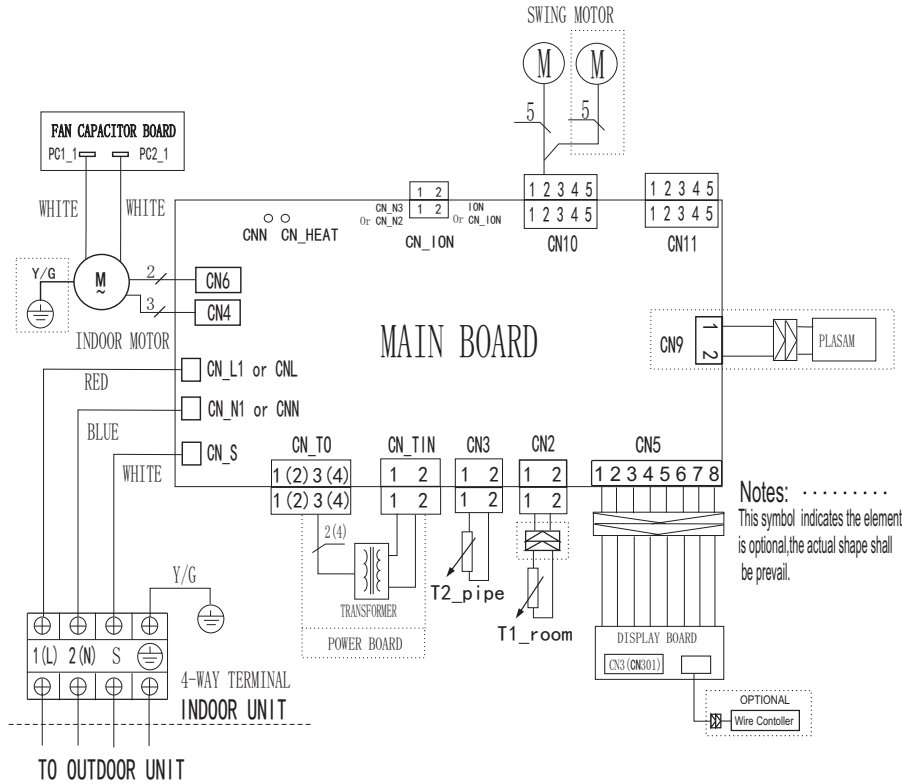 SWING MOTOR
M M
5 5
FAN CAPACITOR BOARD
PC1_1 PC2_1
WHITE WHITE
1 2
1 2
CN_N3
Or CN_N2
ION
Or CN_ION
CN_ION
CNN CN_HEAT
1 2 3 4 5
1 2 3 4 5
CN10
1 2 3 4 5
1 2 3 4 5
CN11
Y/G
M
~
2
3
CN6
CN4
INDOOR MOTOR
MAIN BOARD
CN9
1
2
PLASAM
CN_L1 or CNL
RED
CN_N1 or CNN
BLUE
CN_S
WHITE
CN_TO
1(2)3(4)
1(2)3(4)
CN_TIN
1 2
1 2
CN3
1 2
1 2
CN2
1 2
1 2
CN5
1 2 3 4 5 6 7 8
Notes: ·········
This symbol indicates the element
is optional,the actual shape shall
be prevail.
2(4)
TRANSFORMER
POWER BOARD
T2_pipe
T1_room
DISPLAY BOARD
CN3(CN301)
OPTIONAL
Wire Contoller
Y/G
1(L) 2(N) S
4-WAY TERMINAL
INDOOR UNIT
TO OUTDOOR UNIT